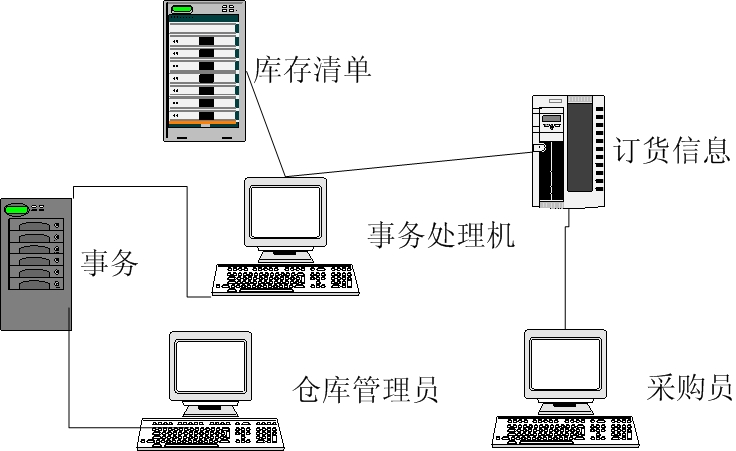 库存清单
订货信息
事务处理机
事务
仓库管理员
采购员